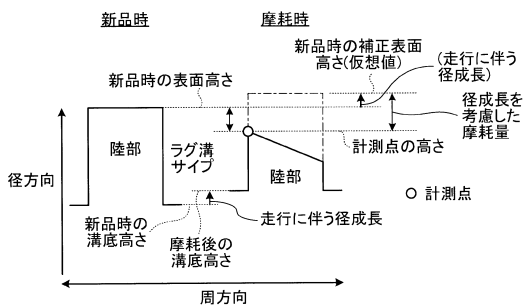 新品時
摩耗時
新品時の補正表面
高さ(仮想値)
(走行に伴う
径成長)
新品時の表面高さ
径成長を
考慮した
摩耗量
計測点の高さ
陸部
ラグ溝
サイプ
陸部
径方向
計測点
新品時の
溝底高さ
摩耗後の
溝底高さ
走行に伴う径成長
周方向